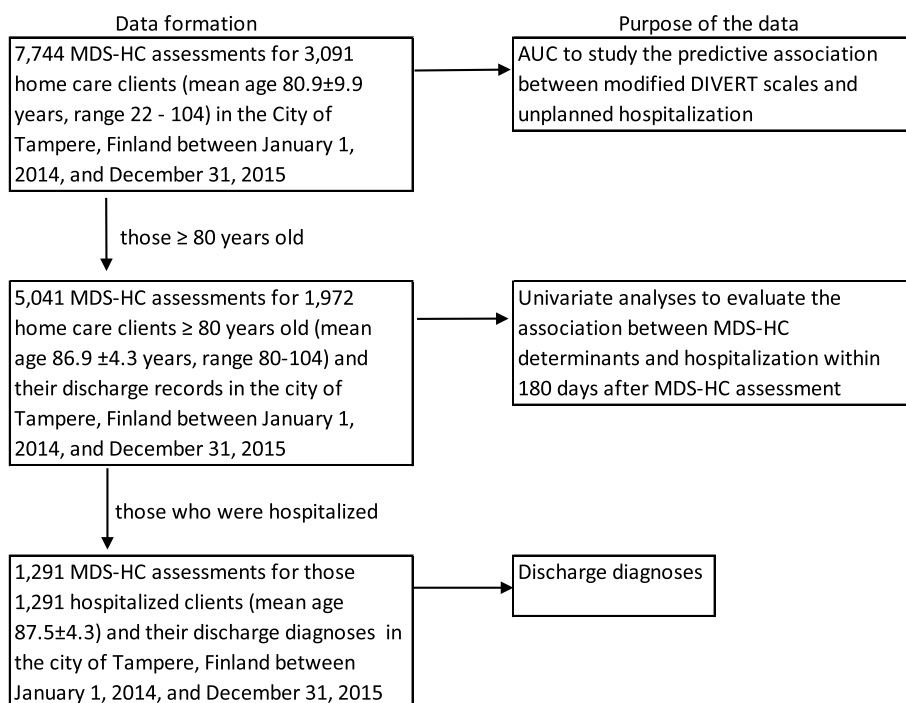 Data formation
Purpose of the data
7,744 MDS-HC assessments for 3,091
home care clients (mean age 80.9±9.9
years, range 22 - 104) in the City of
Tampere, Finland between January 1,
2014, and December 31, 2015
AUC to study the predictive association
between modified DIVERT scales and
unplanned hospitalization
those ≥ 80 years old
5,041 MDS-HC assessments for 1,972
home care clients ≥ 80 years old (mean
age 86.9 ±4.3 years, range 80-104) and
their discharge records in the city of
Tampere, Finland between January 1,
2014, and December 31, 2015
Univariate analyses to evaluate the
association between MDS-HC
determinants and hospitalization within
180 days after MDS-HC assessment
those who were hospitalized
1,291 MDS-HC assessments for those
1,291 hospitalized clients (mean age
87.5±4.3) and their discharge diagnoses  in
the city of Tampere, Finland between
January 1, 2014, and December 31, 2015
Discharge diagnoses